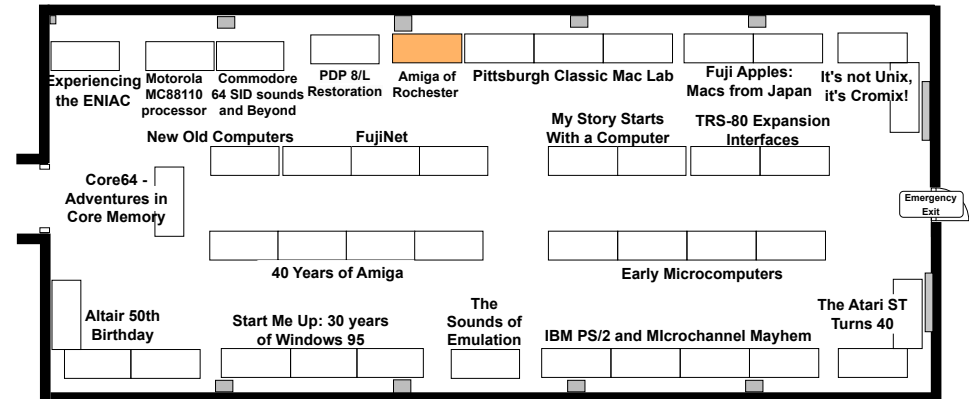 Experiencing
the ENIAC
Motorola
MC88110
processor
Commodore
64 SID sounds
and Beyond
PDP 8/L
Restoration
Amiga of
Rochester
Pittsburgh Classic Mac Lab
Fuji Apples:
Macs from Japan
It's not Unix,
it's Cromix!
New Old Computers
FujiNet
My Story Starts
With a Computer
TRS-80 Expansion
Interfaces
Core64 -
Adventures in
Core Memory
Emergency
Exit
40 Years of Amiga
Early Microcomputers
Altair 50th
Birthday
Start Me Up: 30 years
of Windows 95
The
Sounds of
Emulation
IBM PS/2 and MIcrochannel Mayhem
The Atari ST
Turns 40